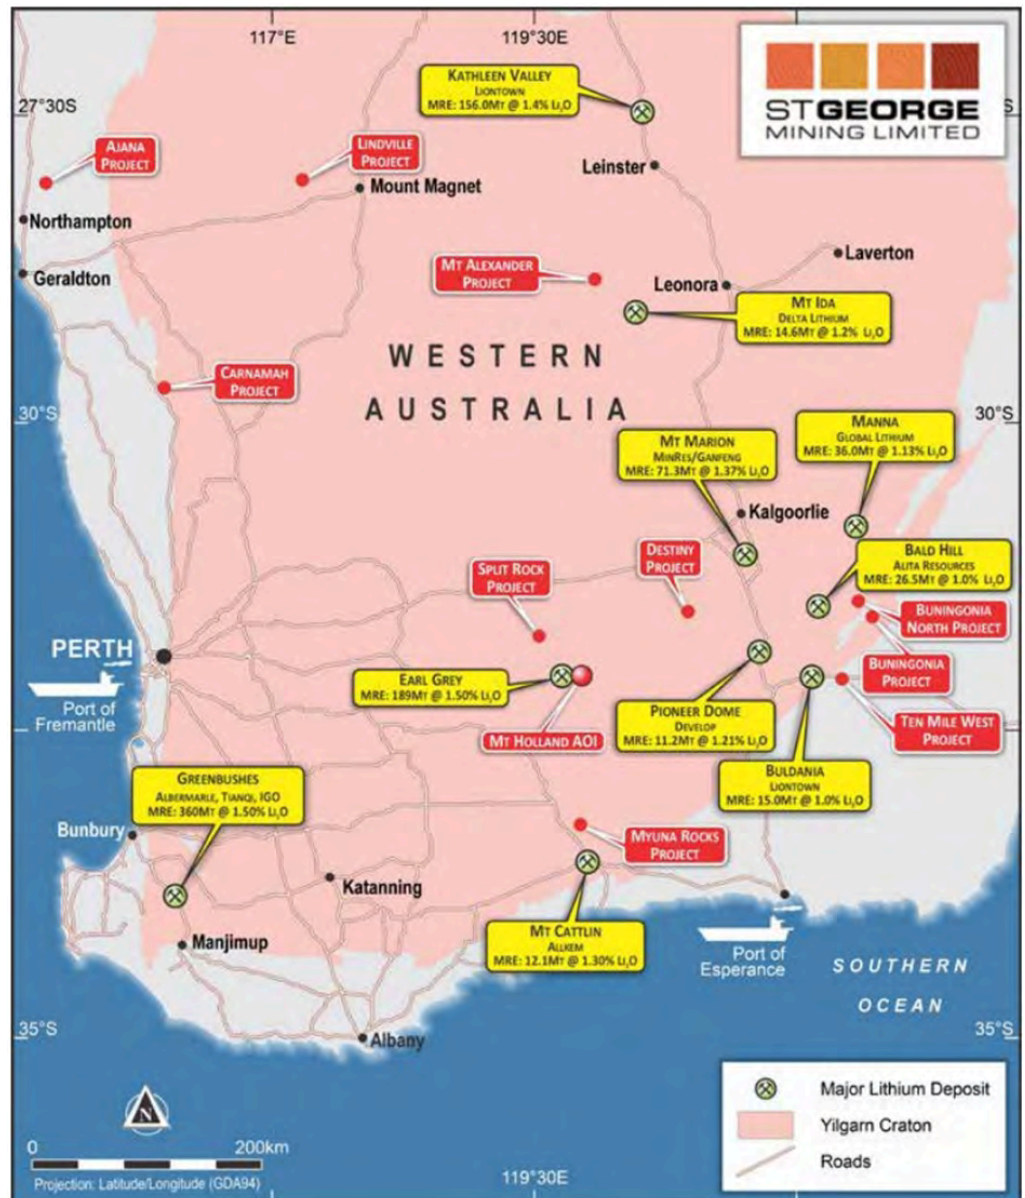 117°E
119°30E
ST GEORGE
MINING LIMITED
27°30S
S
KATHLEEN VALLEY
LIONTOWN
MRE: 156.0MT @ 1.4% Li₂O
AJANA
PROJECT
LINDVILLE
PROJECT
Leinster
Mount Magnet
Northampton
Geraldton
MT ALEXANDER
PROJECT
Laverton
Leonora
MT IDA
DELTA LITHIUM
MRE: 14.6MT @ 1.2% Li₂O
WESTERN
AUSTRALIA
CARNAMAH
PROJECT
30°S
30°S
MANNA
GLOBAL LITHIUM
MRE: 36.0MT @ 1.13% Li₂O
MT MARION
MINRES/GANFENG
MRE: 71.3MT @ 1.37% Li₂O
Kalgoorlie
BALD HILL
ALITA RESOURCES
MRE: 26.5MT @ 1.0% Li₂O
DESTINY
PROJECT
SPLIT ROCK
PROJECT
BUNINGONIA
NORTH PROJECT
PERTH
Port of
Fremantle
EARL GREY
MRE: 189MT @ 1.50% Li₂O
BUNINGONIA
PROJECT
MT HOLLAND AOI
PIONEER DOME
DEVELOP
MRE: 11.2MT @ 1.21% Li₂O
TEN MILE WEST
PROJECT
GREENBUSHES
ALBERMARLE, TIANQI, IGO
MRE: 360MT @ 1.50% Li₂O
BULDANIA
LIONTOWN
MRE: 15.0MT @ 1.0% Li₂O
Bunbury
MYUNA ROCKS
PROJECT
Katanning
Manjimup
MT CATTLIN
ALLKEM
MRE: 12.1MT @ 1.30% Li₂O
Port of
Esperance
SOUTHERN
OCEAN
35°S
35°S
Albany
N
0 200km
Projection: Latitude/Longitude (GDA94)
119°30E
Major Lithium Deposit
Yilgarn Craton
Roads